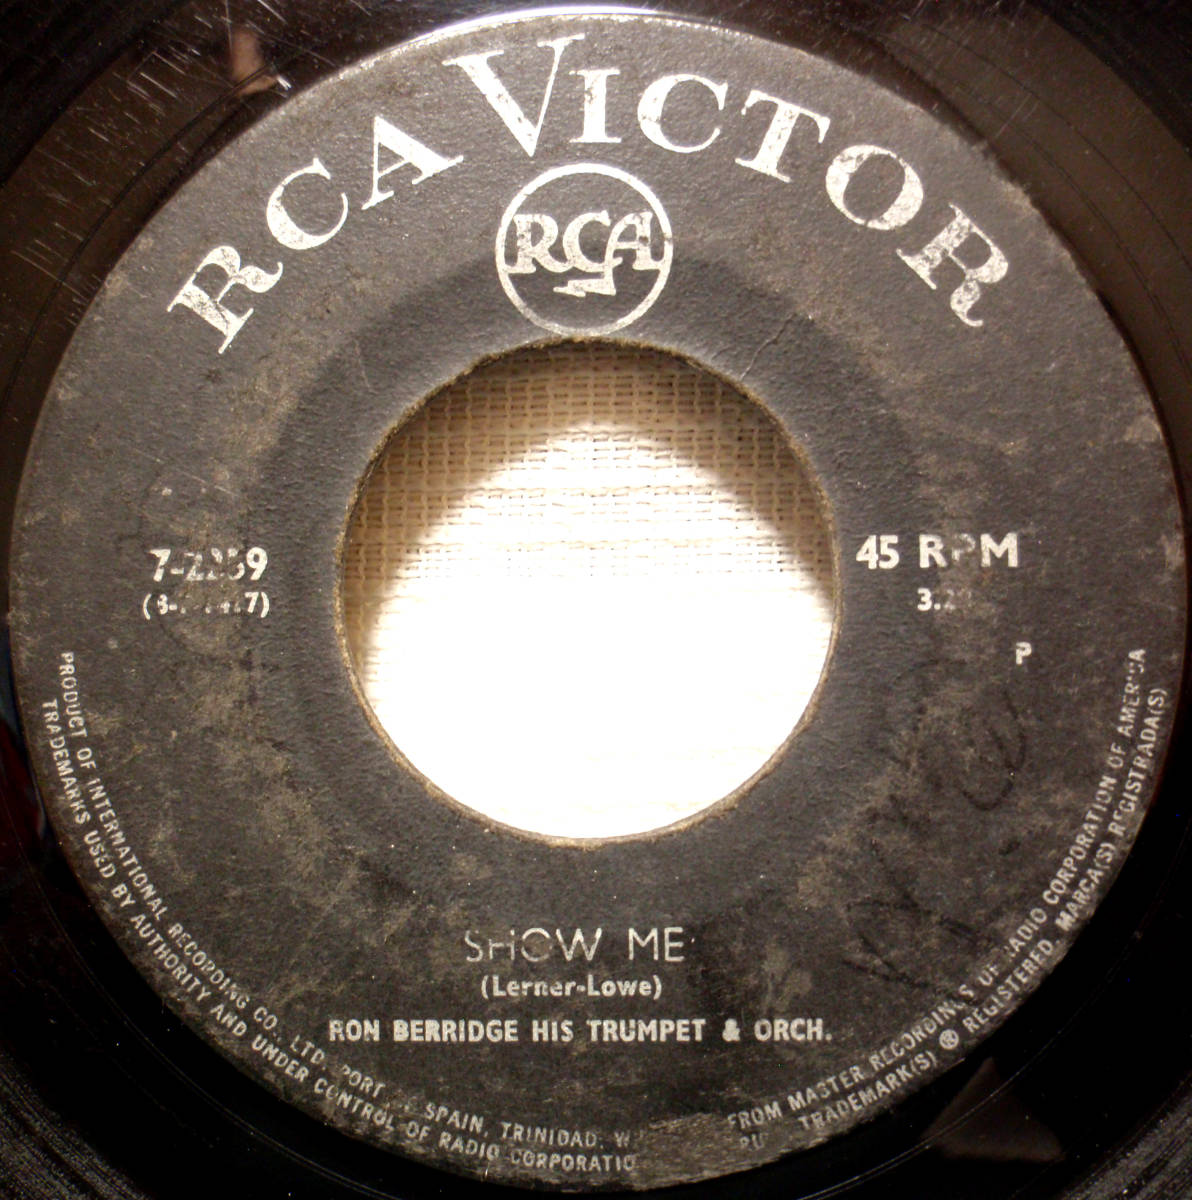 RCA VICTOR
RCA
45 RPM
P
SHOW ME
(Lerner-Lowe)
RON BERRIDGE HIS TRUMPET & ORCH.
PRODUCT OF INTERNATIONAL RECORDING CO., LTD. PORT SPAIN, TRINIDAD, FROM MASTER RECORDINGS OF RADIO CORPORATION OF AMERICA
TRADEMARKS USED BY AUTHORITY AND UNDER CONTROL OF RADIO TRADEMARK(S) ® REGISTERED. MARCA(S) REGISTRADA(S)